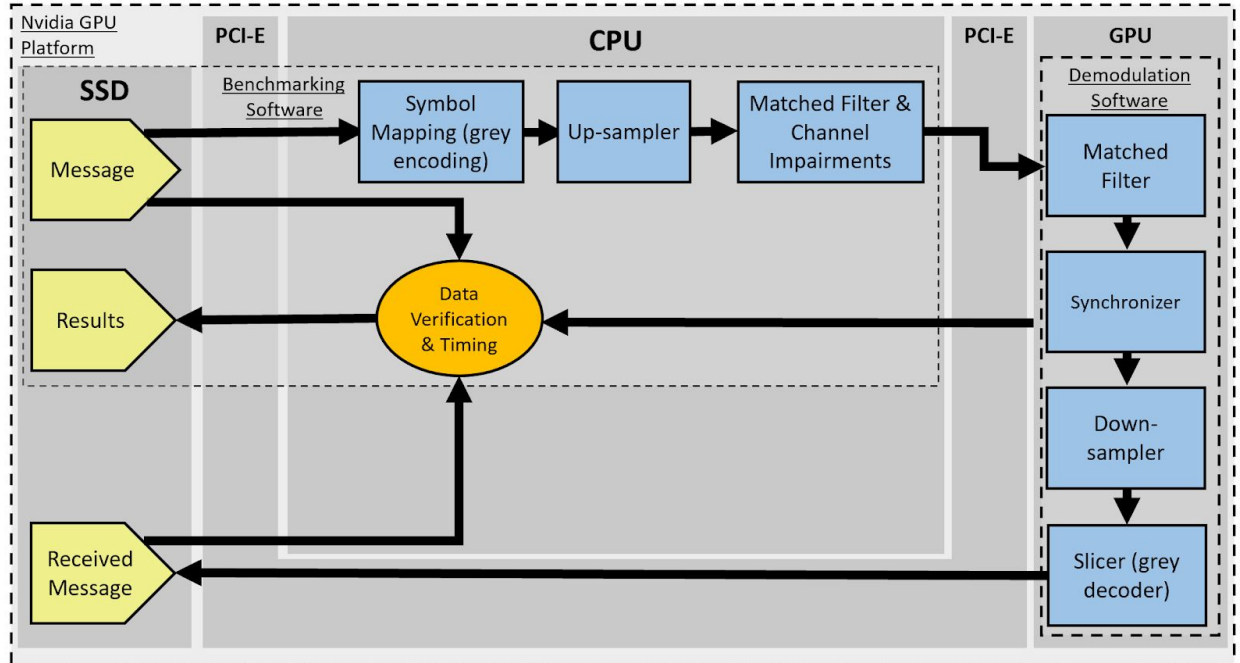 Nvidia GPU
Platform
PCI-E
CPU
PCI-E
GPU
SSD
Benchmarking
Software
Demodulation
Software
Message
Symbol
Mapping (grey
encoding)
Up-sampler
Matched Filter &
Channel
Impairments
Matched
Filter
Results
Data
Verification
& Timing
Synchronizer
Down-
sampler
Received
Message
Slicer (grey
decoder)